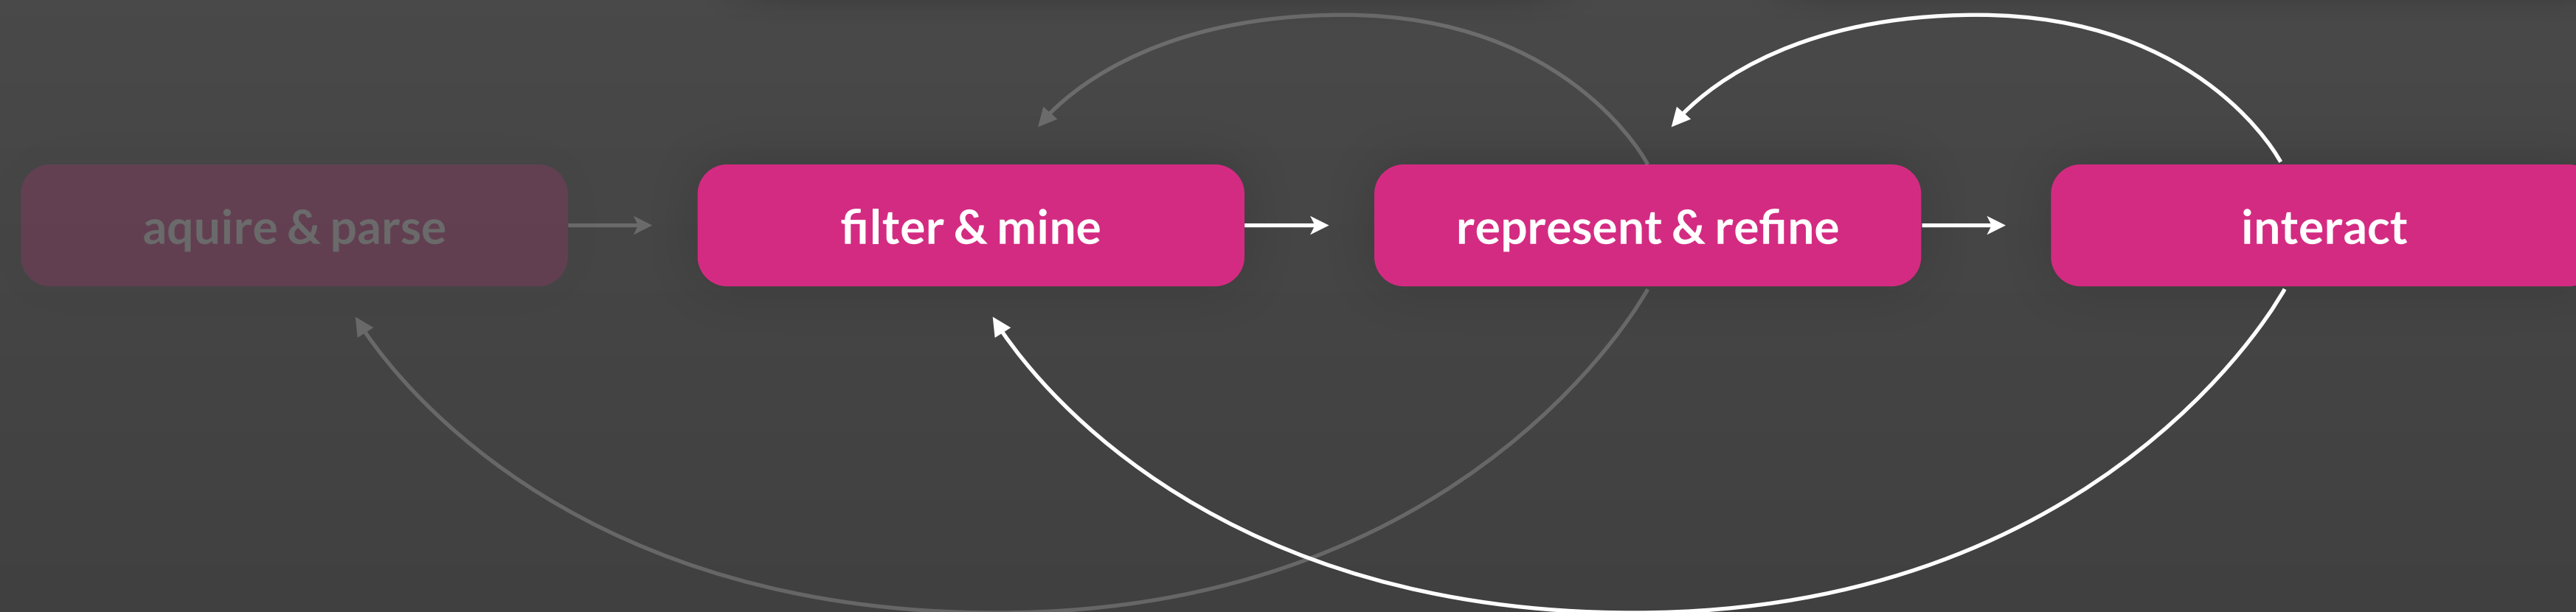 aquire & parse
filter & mine
represent & refine
interact